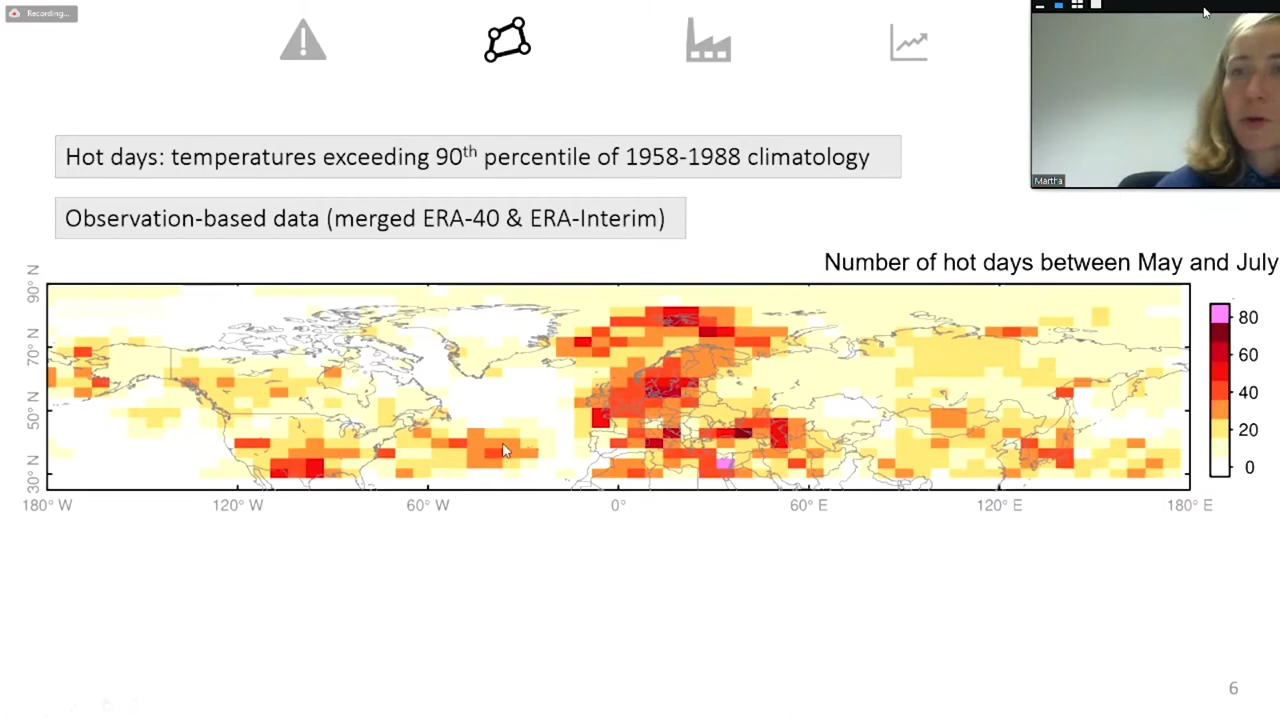 Recording...
Martha
Hot days: temperatures exceeding 90th percentile of 1958-1988 climatology
Observation-based data (merged ERA-40 & ERA-Interim)
Number of hot days between May and July
90° N
70° N
50° N
30° N
180° W
120° W
60° W
0°
60° E
120° E
180° E
80
60
40
20
0
6